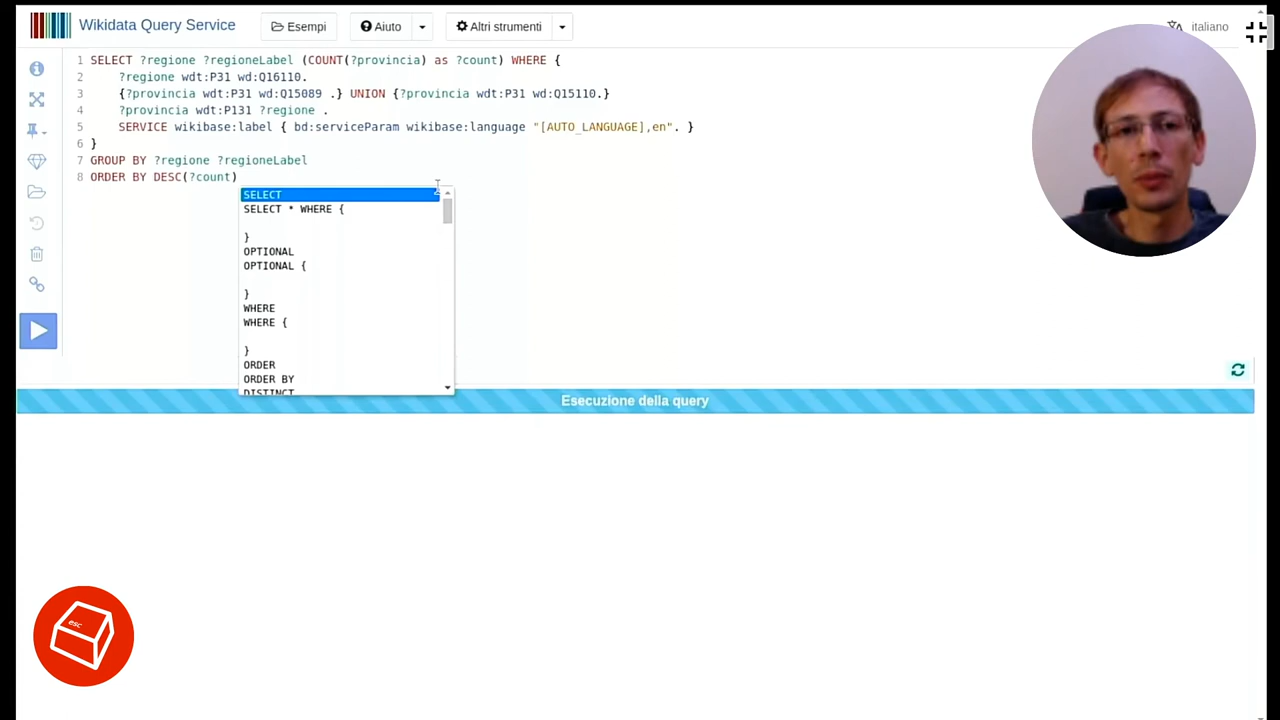 Wikidata Query Service
Esempi
Aiuto
Altri strumenti
italiano
1 SELECT ?regione ?regioneLabel (COUNT(?provincia) as ?count) WHERE {
2 ?regione wdt:P31 wd:Q16110.
3 {?provincia wdt:P31 wd:Q15089 .} UNION {?provincia wdt:P31 wd:Q15110.}
4 ?provincia wdt:P131 ?regione .
5 SERVICE wikibase:label { bd:serviceParam wikibase:language "[AUTO_LANGUAGE],en". }
6 }
7 GROUP BY ?regione ?regioneLabel
8 ORDER BY DESC(?count)
SELECT
SELECT * WHERE {
}
OPTIONAL
OPTIONAL {
}
WHERE
WHERE {
}
ORDER
ORDER BY
DISTINCT
Esecuzione della query
esc